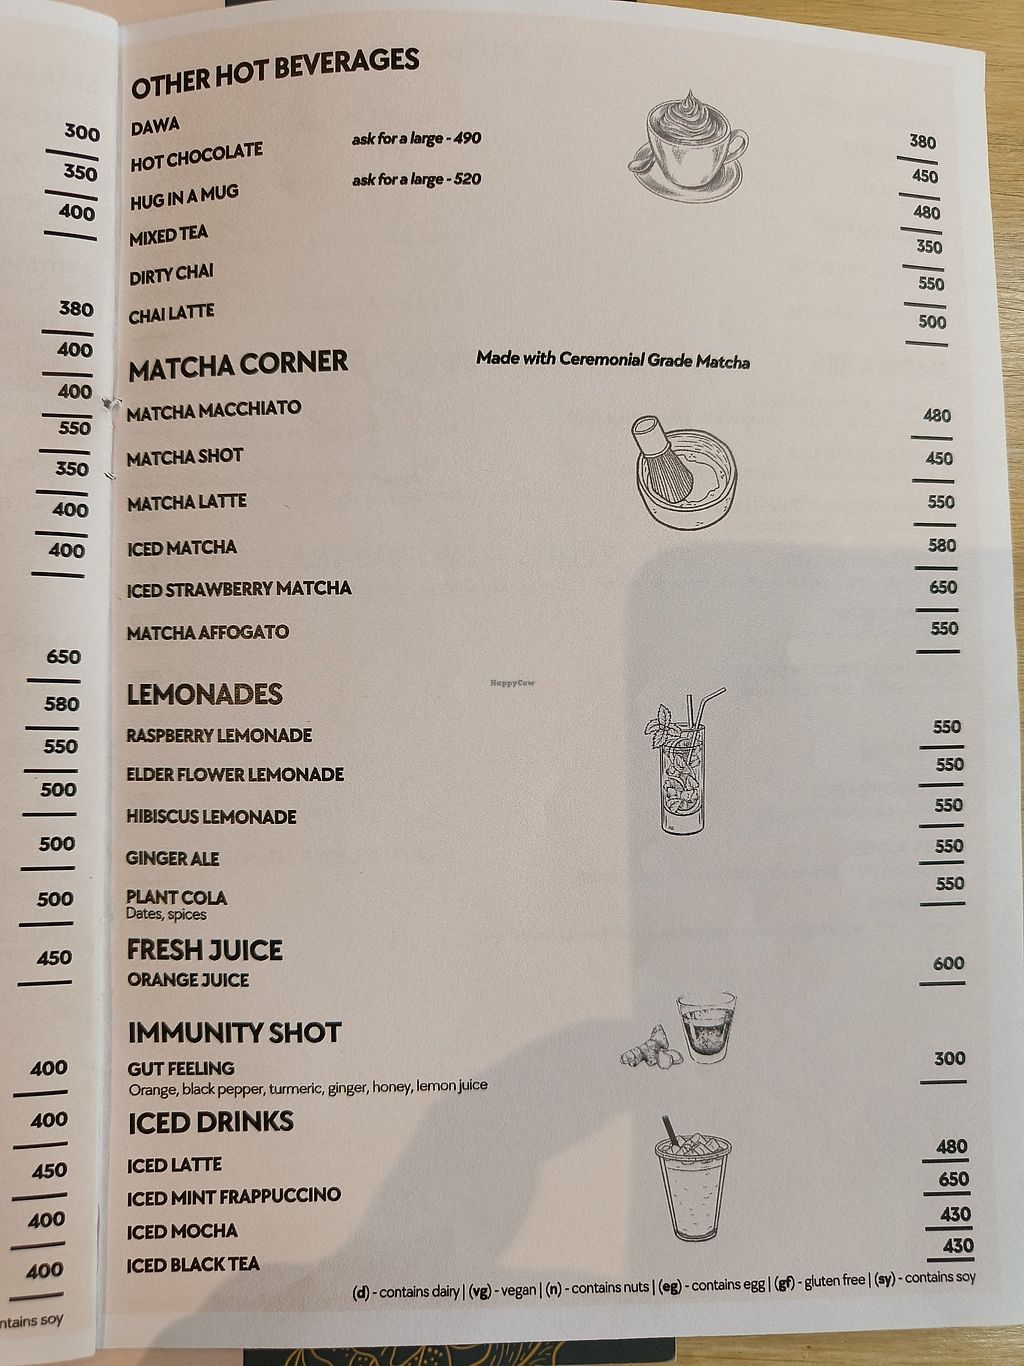 300
350
400
380
400
400
550
350
400
400
650
580
550
500
500
500
450
400
400
450
400
400
ntains soy
OTHER HOT BEVERAGES
DAWA 380
HOT CHOCOLATE ask for a large - 490 450
HUG IN A MUG ask for a large - 520 480
MIXED TEA 350
DIRTY CHAI 550
CHAI LATTE 500
MATCHA CORNER Made with Ceremonial Grade Matcha
MATCHA MACCHIATO 480
MATCHA SHOT 450
MATCHA LATTE 550
ICED MATCHA 580
ICED STRAWBERRY MATCHA 650
MATCHA AFFOGATO 550
HappyCow
LEMONADES
RASPBERRY LEMONADE 550
ELDER FLOWER LEMONADE 550
HIBISCUS LEMONADE 550
GINGER ALE 550
PLANT COLA 550
Dates, spices
FRESH JUICE
ORANGE JUICE 600
IMMUNITY SHOT
GUT FEELING 300
Orange, black pepper, turmeric, ginger, honey, lemon juice
ICED DRINKS
ICED LATTE 480
ICED MINT FRAPPUCCINO 650
ICED MOCHA 430
ICED BLACK TEA 430
(d) - contains dairy | (vg) - vegan | (n) - contains nuts | (eg) - contains egg | (gf) - gluten free | (sy) - contains soy